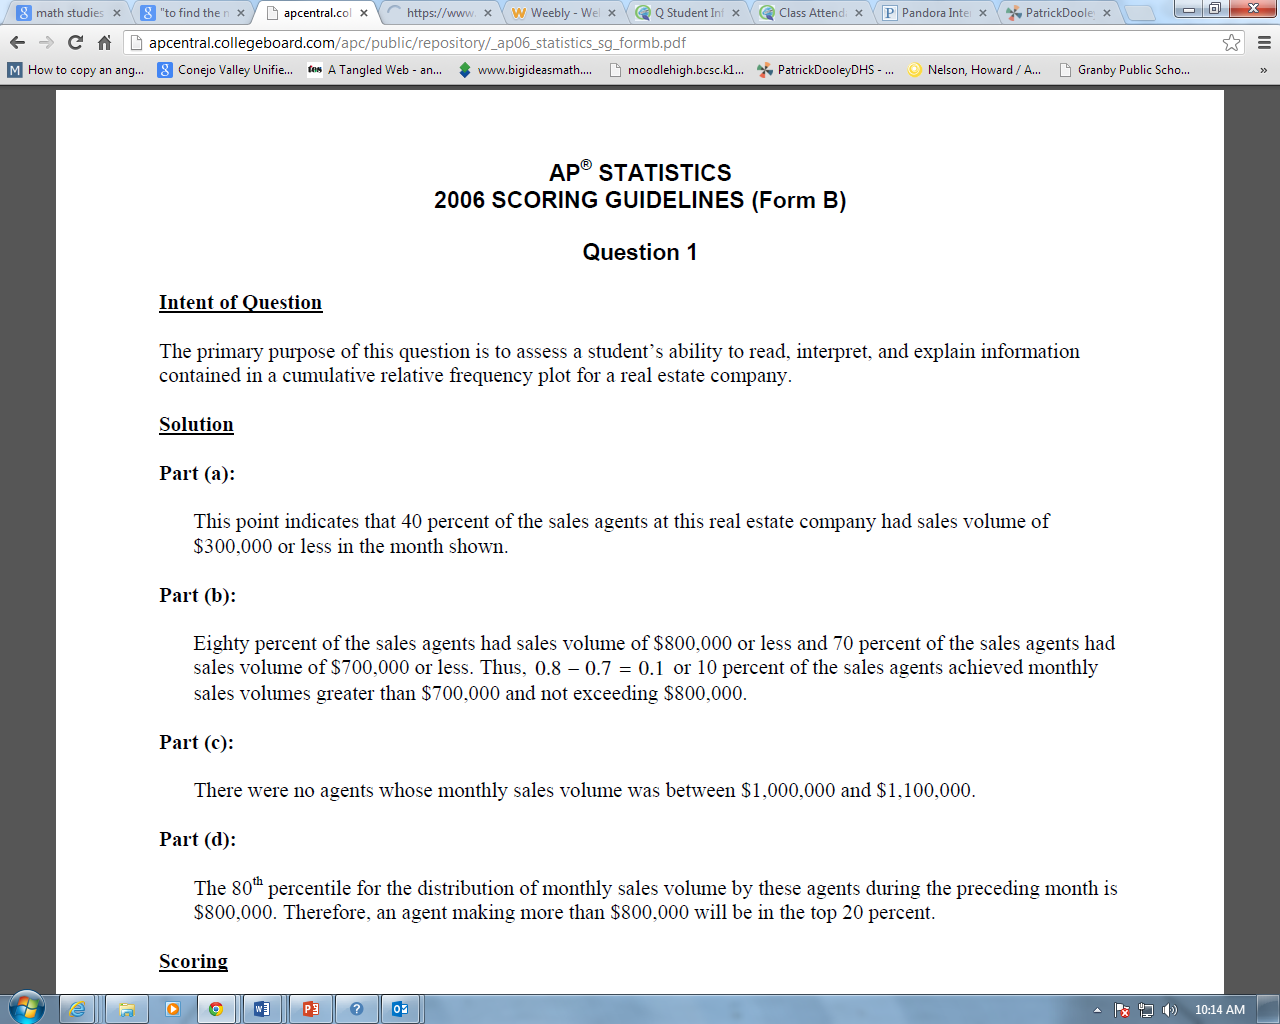 math studies
"to find the n
apcentral.col
https://www.
Weebly - We
Q Student Inf
Class Attend
Pandora Inte
PatrickDoole
apcentral.collegeboard.com/apc/public/repository/_ap06_statistics_sg_formb.pdf
M How to copy an ang...
8 Conejo Valley Unifie...
tes A Tangled Web - an...
www.bigideasmath....
moodlehigh.bcsc.k1...
PatrickDooleyDHS - ...
Nelson, Howard / A...
Granby Public Scho...
»
AP® STATISTICS
2006 SCORING GUIDELINES (Form B)
Question 1
Intent of Question
The primary purpose of this question is to assess a student's ability to read, interpret, and explain information
contained in a cumulative relative frequency plot for a real estate company.
Solution
Part (a):
This point indicates that 40 percent of the sales agents at this real estate company had sales volume of
$300,000 or less in the month shown.
Part (b):
Eighty percent of the sales agents had sales volume of $800,000 or less and 70 percent of the sales agents had
sales volume of $700,000 or less. Thus, 0.8 − 0.7 = 0.1 or 10 percent of the sales agents achieved monthly
sales volumes greater than $700,000 and not exceeding $800,000.
Part (c):
There were no agents whose monthly sales volume was between $1,000,000 and $1,100,000.
Part (d):
The 80th percentile for the distribution of monthly sales volume by these agents during the preceding month is
$800,000. Therefore, an agent making more than $800,000 will be in the top 20 percent.
Scoring
10:14 AM